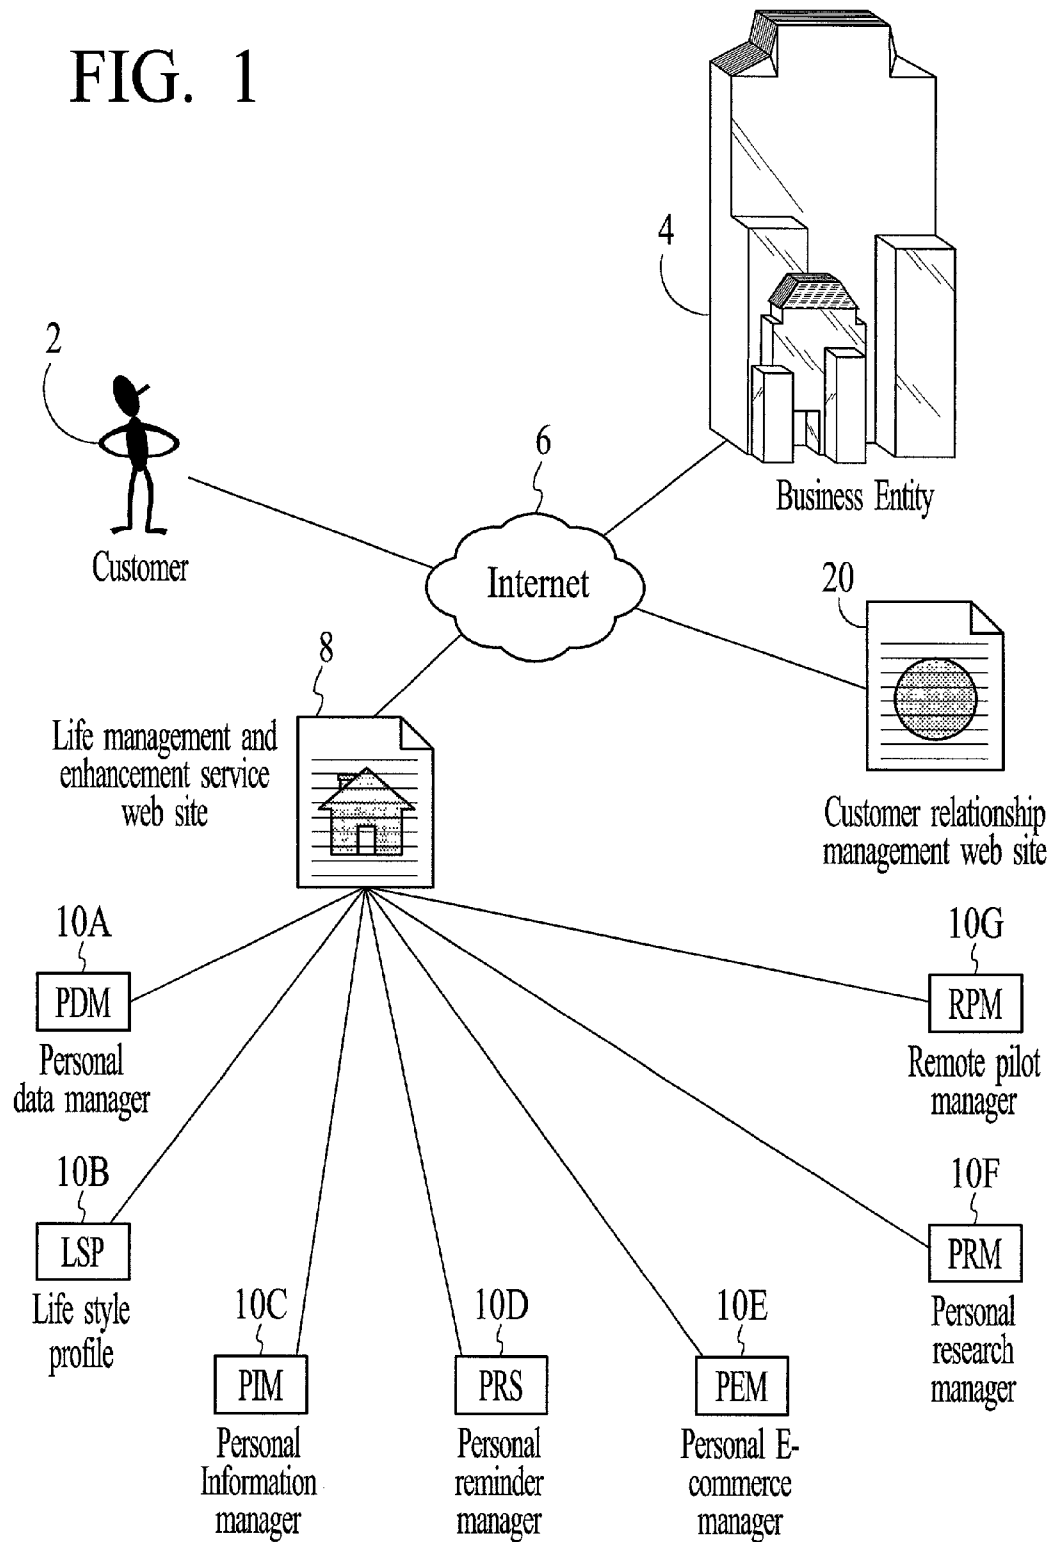 FIG. 1
4
2
Business Entity
6
Customer
Internet
20
8
Life management and
enhancement service
web site
Customer relationship
management web site
10A
PDM
Personal
data manager
10G
RPM
Remote pilot
manager
10B
LSP
Life style
profile
10F
PRM
Personal
research
manager
10C
PIM
Personal
Information
manager
10D
PRS
Personal
reminder
manager
10E
PEM
Personal E-
commerce
manager